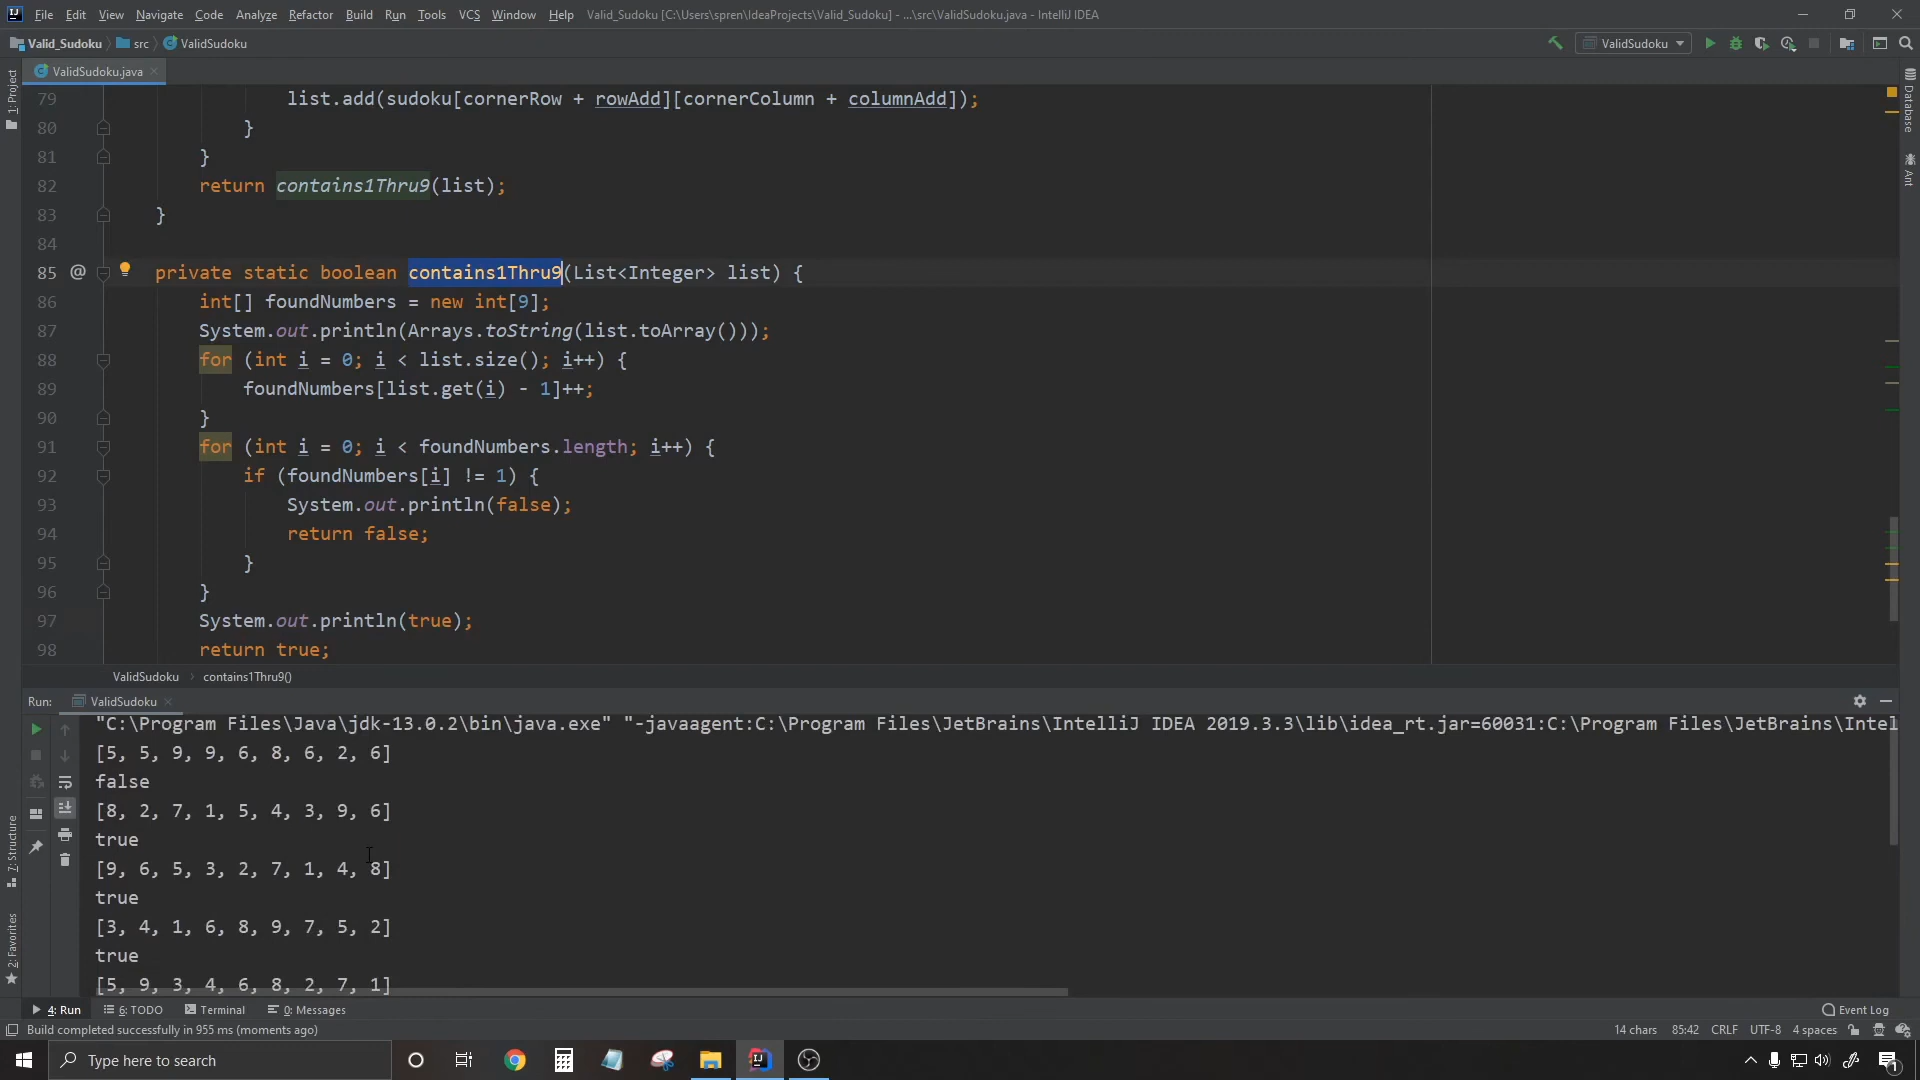 File Edit View Navigate Code Analyze Refactor Build Run Tools VCS Window Help Valid_Sudoku [C:\Users\spren\IdeaProjects\Valid_Sudoku] - ...\src\ValidSudoku.java - IntelliJ IDEA
Valid_Sudoku src ValidSudoku ValidSudoku
ValidSudoku.java
1: Project
Database
Ant
79 list.add(sudoku[cornerRow + rowAdd][cornerColumn + columnAdd]);
80 }
81 }
82 return contains1Thru9(list);
83 }
84
85 @ private static boolean contains1Thru9(List<Integer> list) {
86 int[] foundNumbers = new int[9];
87 System.out.println(Arrays.toString(list.toArray()));
88 for (int i = 0; i < list.size(); i++) {
89 foundNumbers[list.get(i) - 1]++;
90 }
91 for (int i = 0; i < foundNumbers.length; i++) {
92 if (foundNumbers[i] != 1) {
93 System.out.println(false);
94 return false;
95 }
96 }
97 System.out.println(true);
98 return true;
ValidSudoku contains1Thru9()
Run: ValidSudoku
"C:\Program Files\Java\jdk-13.0.2\bin\java.exe" "-javaagent:C:\Program Files\JetBrains\IntelliJ IDEA 2019.3.3\lib\idea_rt.jar=60031:C:\Program Files\JetBrains\Intel
[5, 5, 9, 9, 6, 8, 6, 2, 6]
false
[8, 2, 7, 1, 5, 4, 3, 9, 6]
true
[9, 6, 5, 3, 2, 7, 1, 4, 8]
true
[3, 4, 1, 6, 8, 9, 7, 5, 2]
true
[5, 9, 3, 4, 6, 8, 2, 7, 1]
7: Structure
2: Favorites
4: Run 6: TODO Terminal 0: Messages Event Log
Build completed successfully in 955 ms (moments ago) 14 chars 85:42 CRLF UTF-8 4 spaces
Type here to search
1